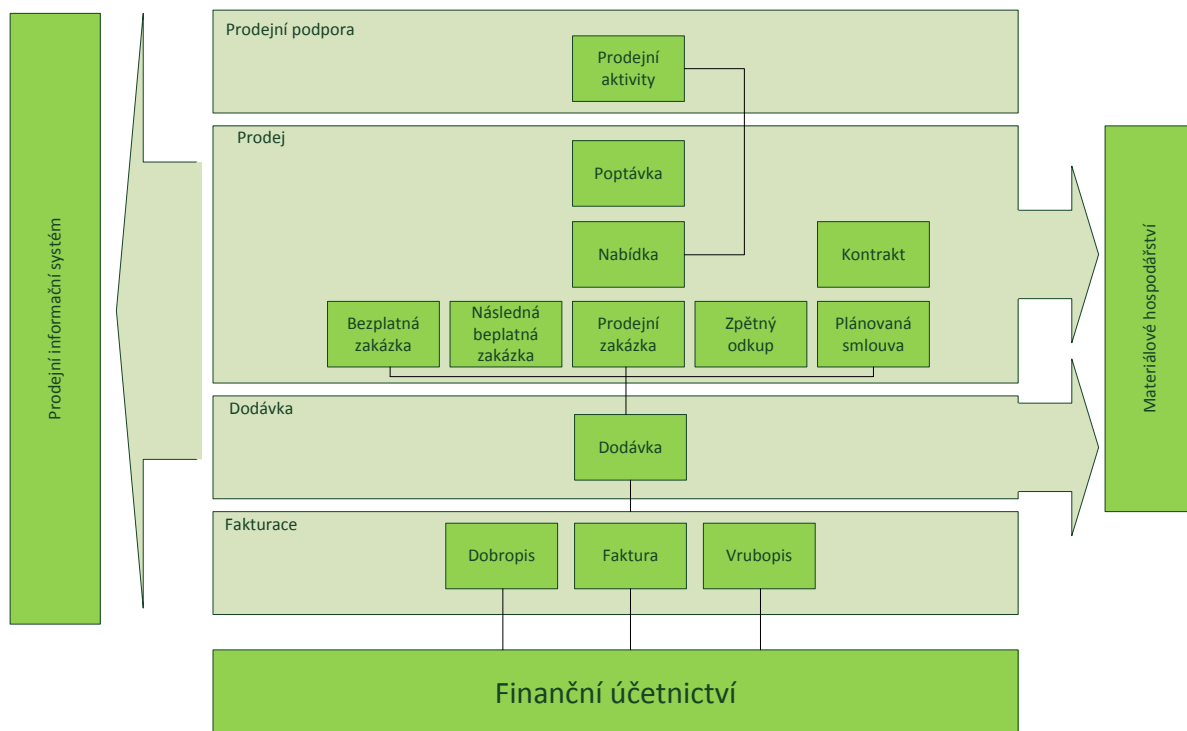 Prodejní podpora
Prodejní
aktivity
Prodej
Poptávka
Nabídka
Kontrakt
Bezplatná
zakázka
Následná
beplatná
zakázka
Prodejní
zakázka
Zpětný
odkup
Plánovaná
smlouva
Dodávka
Dodávka
Fakturace
Dobropis
Faktura
Vrubopis
Finanční účetnictví
Prodejní informační systém
Materiálové hospodářství